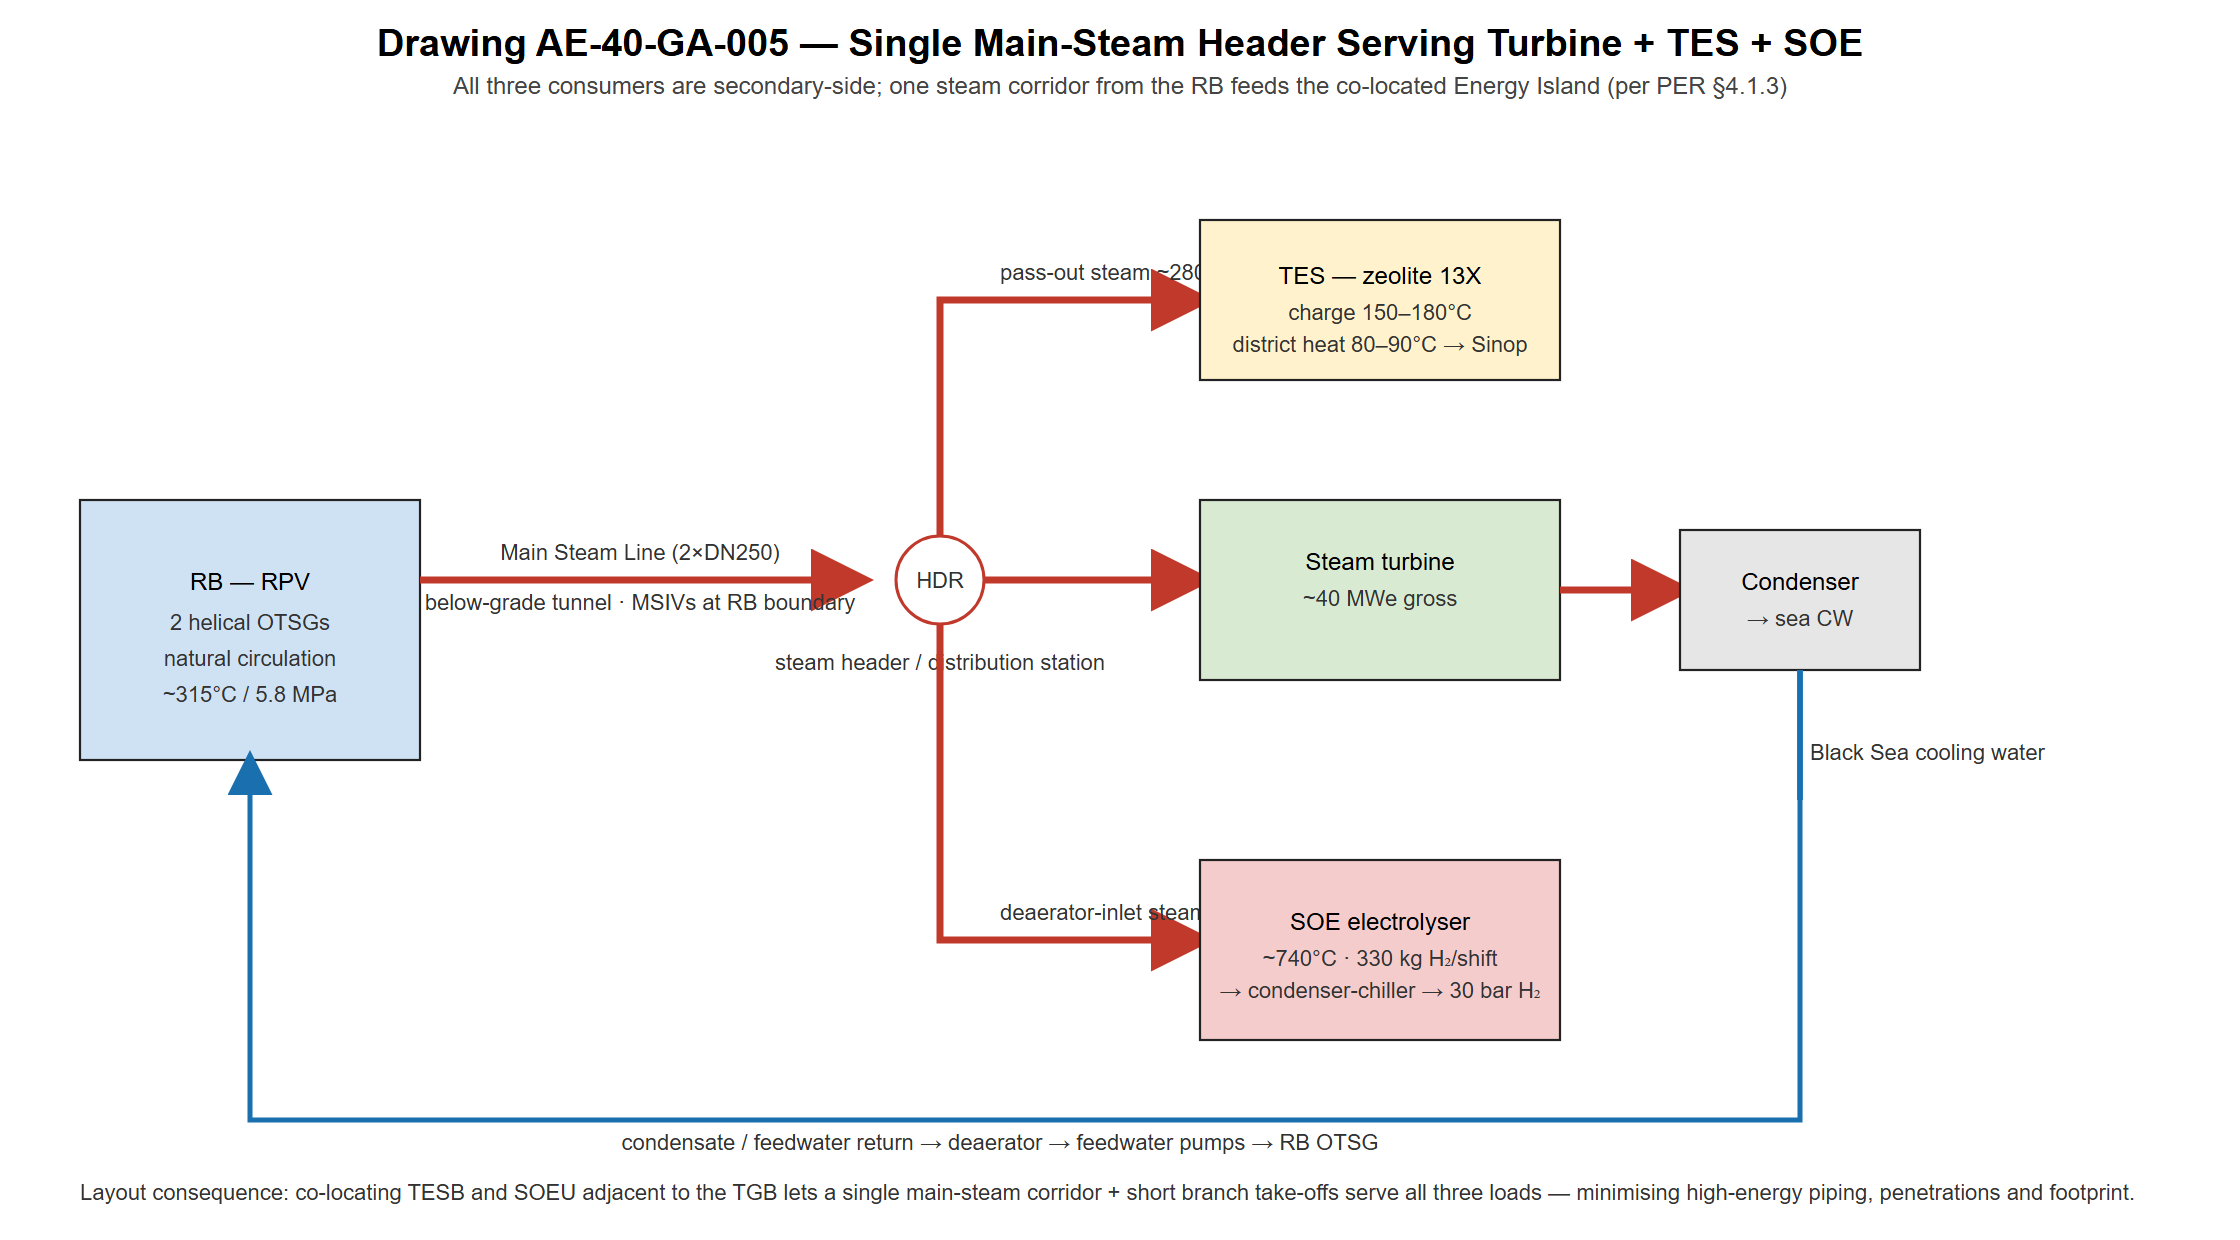 Drawing AE-40-GA-005 — Single Main-Steam Header Serving Turbine + TES + SOE
All three consumers are secondary-side; one steam corridor from the RB feeds the co-located Energy Island (per PER §4.1.3)
pass-out steam ~280
TES — zeolite 13X
charge 150–180°C
district heat 80–90°C → Sinop
RB — RPV
2 helical OTSGs
natural circulation
~315°C / 5.8 MPa
Main Steam Line (2×DN250)
below-grade tunnel · MSIVs at RB boundary
HDR
steam header / distribution station
Steam turbine
~40 MWe gross
Condenser
→ sea CW
Black Sea cooling water
deaerator-inlet steam
SOE electrolyser
~740°C · 330 kg H₂/shift
→ condenser-chiller → 30 bar H₂
condensate / feedwater return → deaerator → feedwater pumps → RB OTSG
Layout consequence: co-locating TESB and SOEU adjacent to the TGB lets a single main-steam corridor + short branch take-offs serve all three loads — minimising high-energy piping, penetrations and footprint.